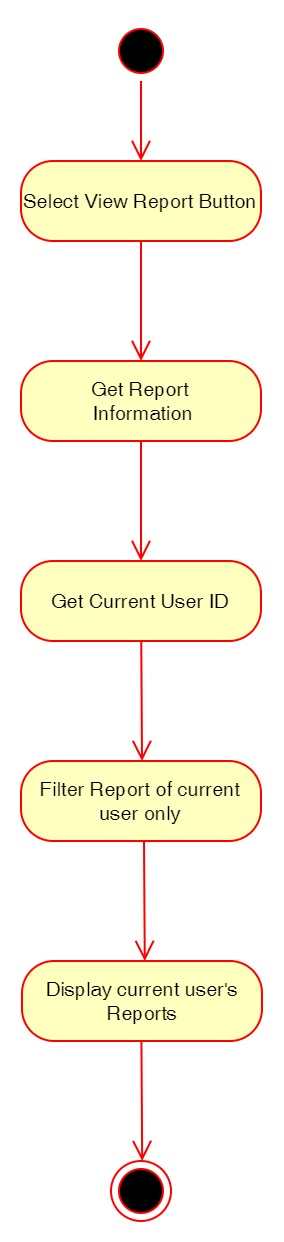 Select View Report Button
Get Report
Information
Get Current User ID
Filter Report of current
user only
Display current user's
Reports